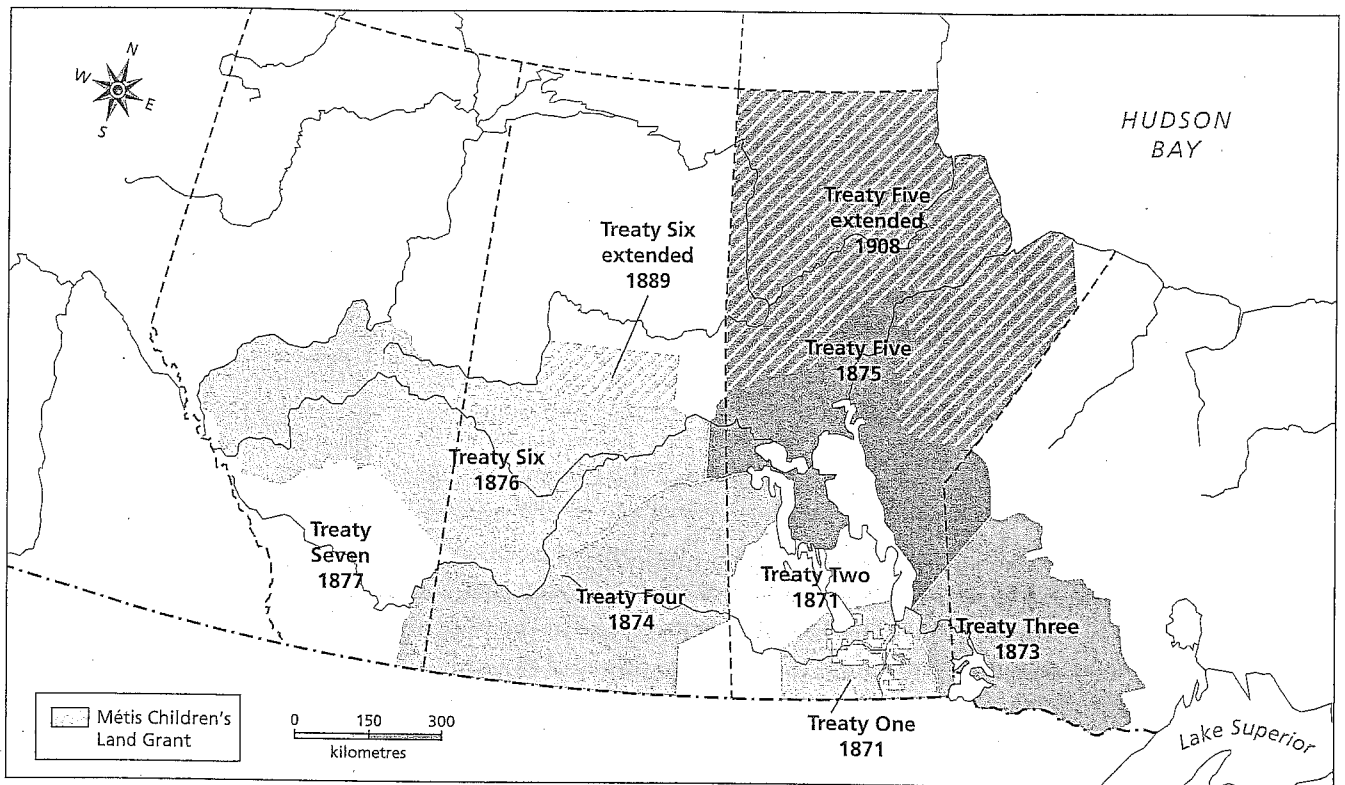 N
W
E
S
HUDSON
BAY
Treaty Five
extended
1908
Treaty Six
extended
1889
Treaty Five
1875
Treaty Six
1876
Treaty
Seven
1877
Treaty Two
1871
Treaty Four
1874
Treaty Three
1873
Treaty One
1871
Métis Children's
Land Grant
0 150 300
kilometres
Lake Superior